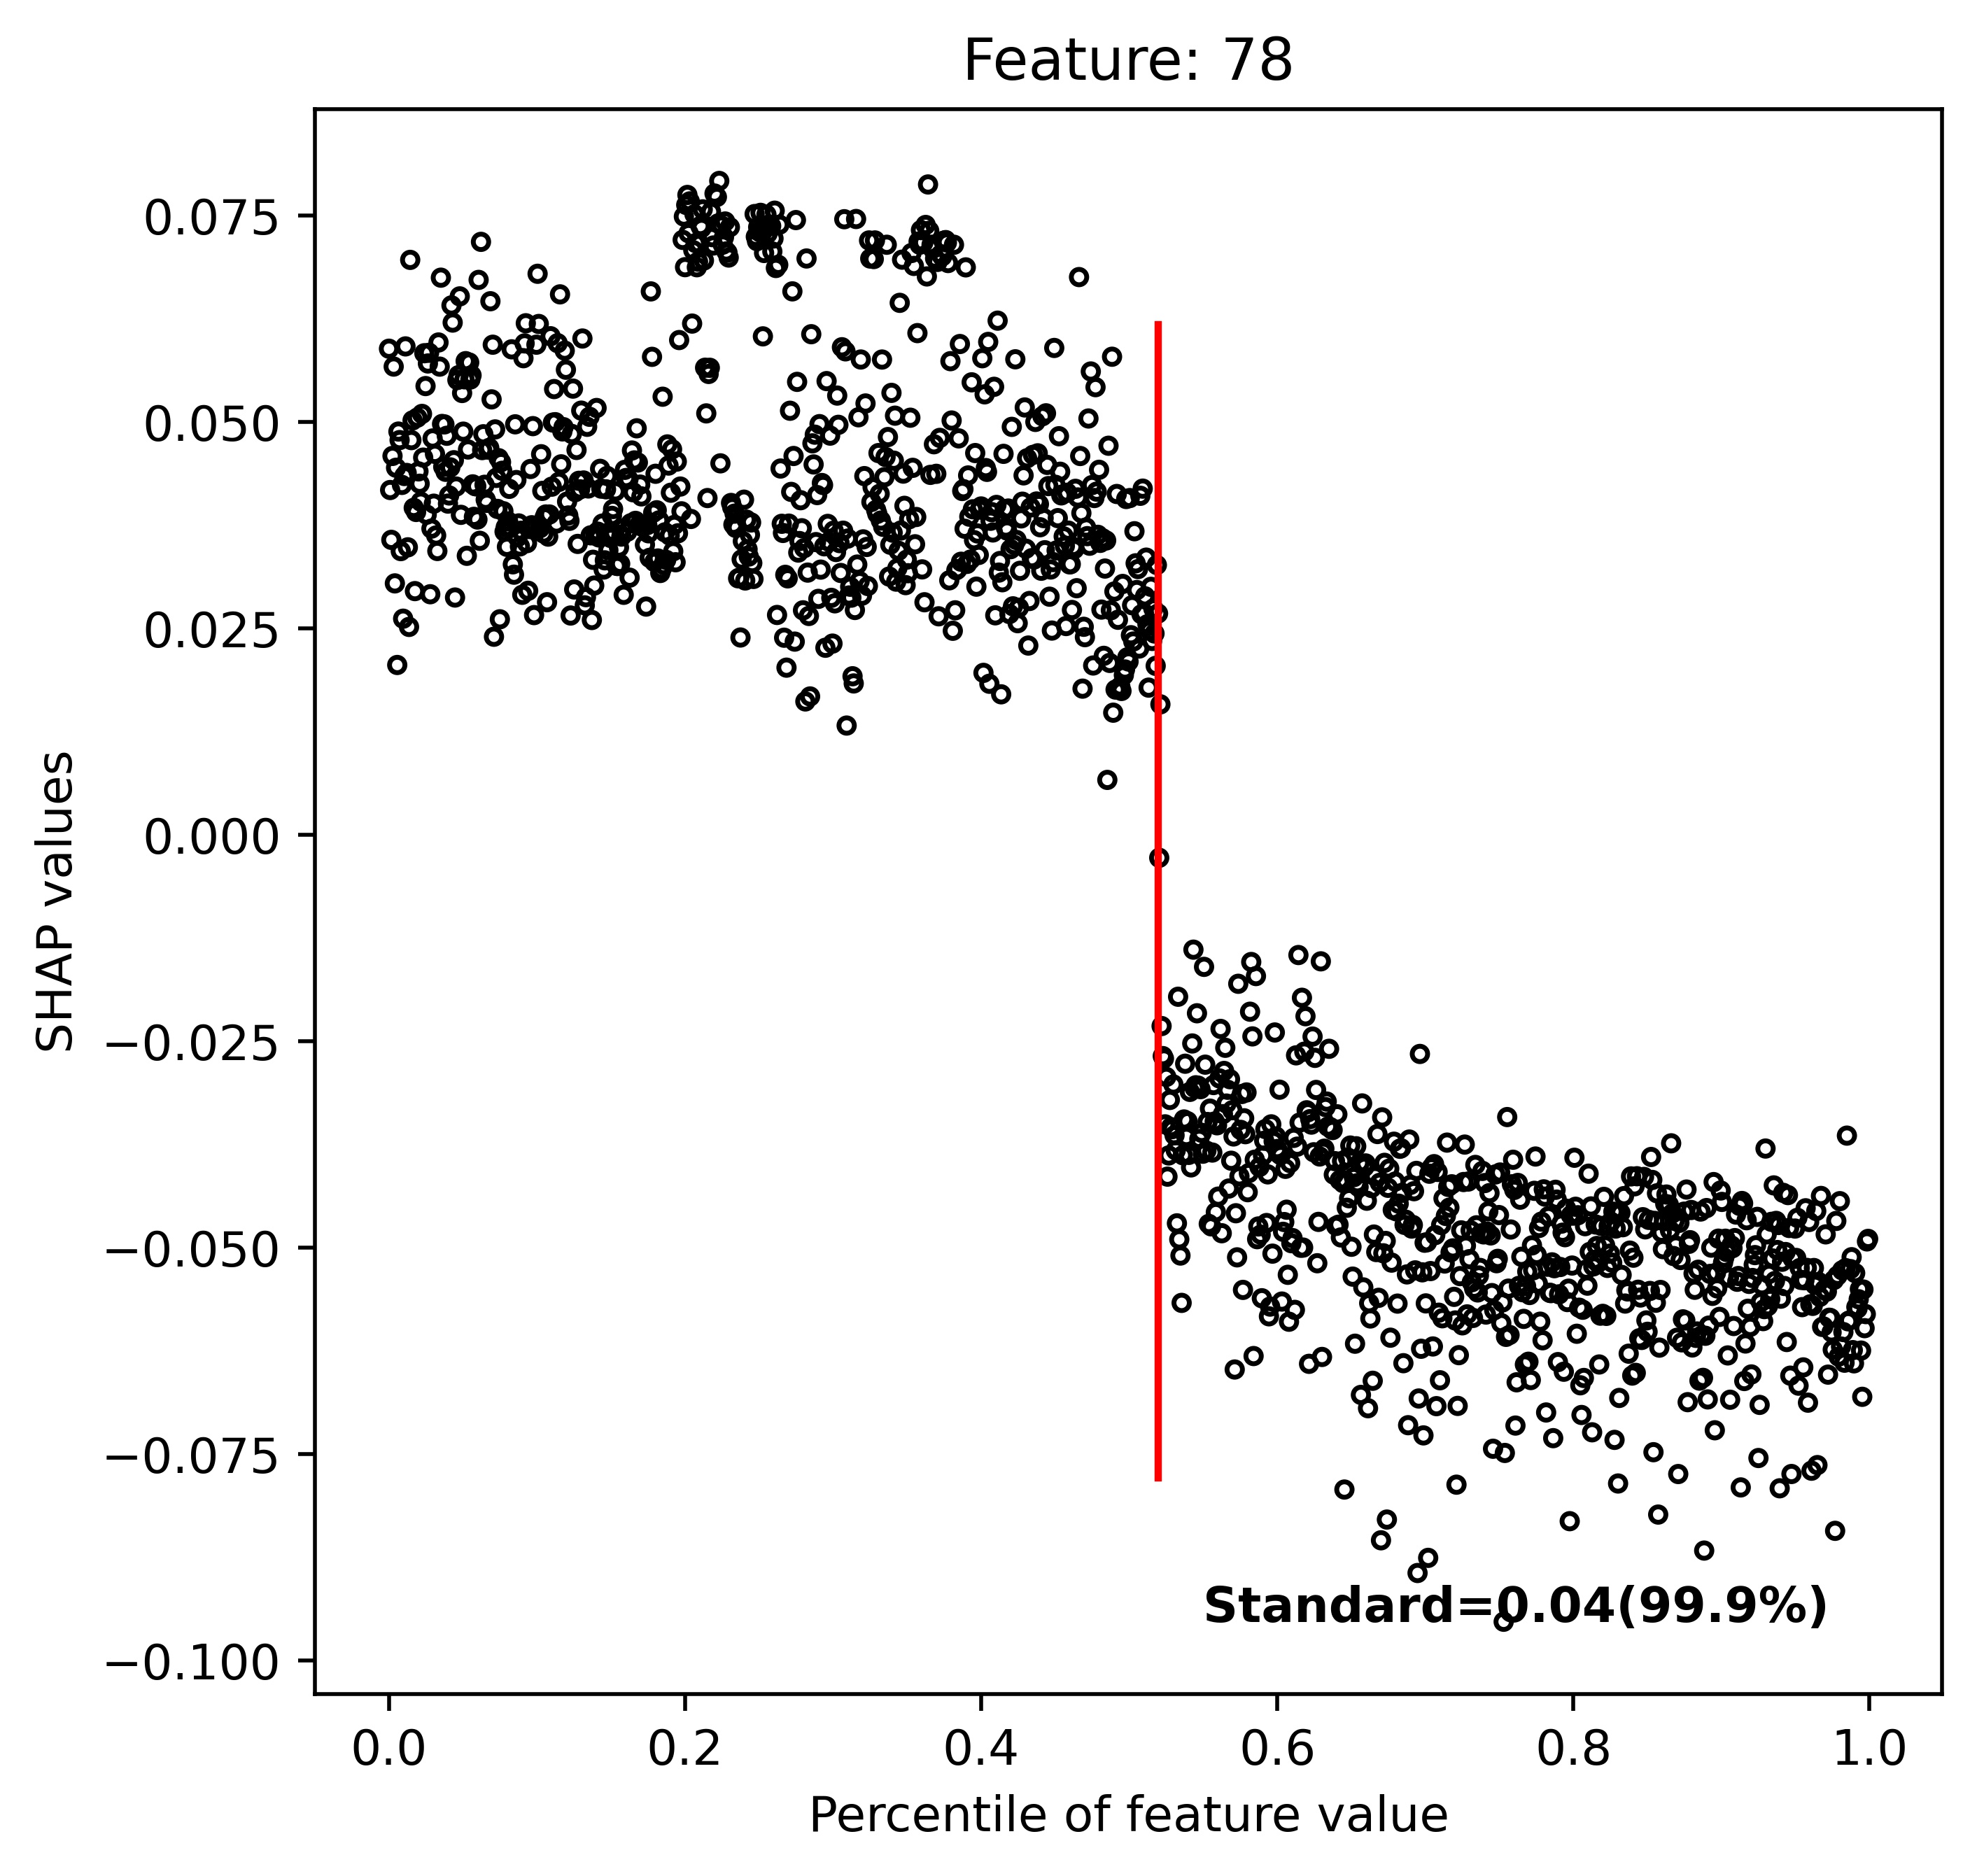 Feature: 78
SHAP values
0.075
0.050
0.025
0.000
−0.025
−0.050
−0.075
−0.100
Standard=0.04(99.9%)
0.0 0.2 0.4 0.6 0.8 1.0
Percentile of feature value